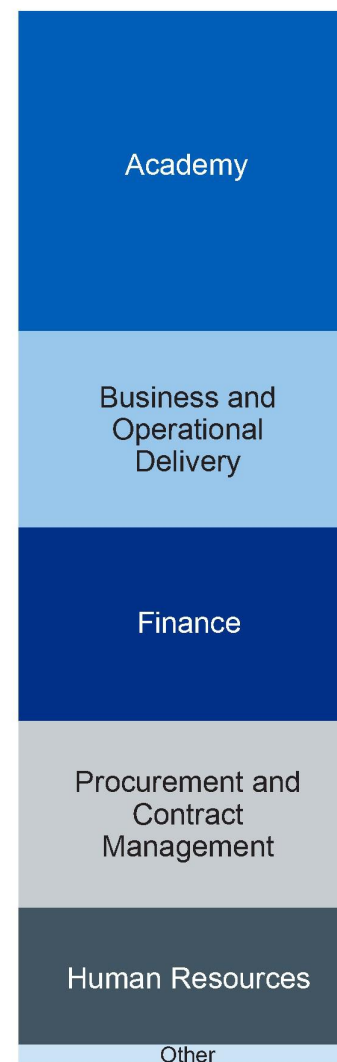 Academy
Business and
Operational
Delivery
Finance
Procurement and
Contract
Management
Human Resources
Other